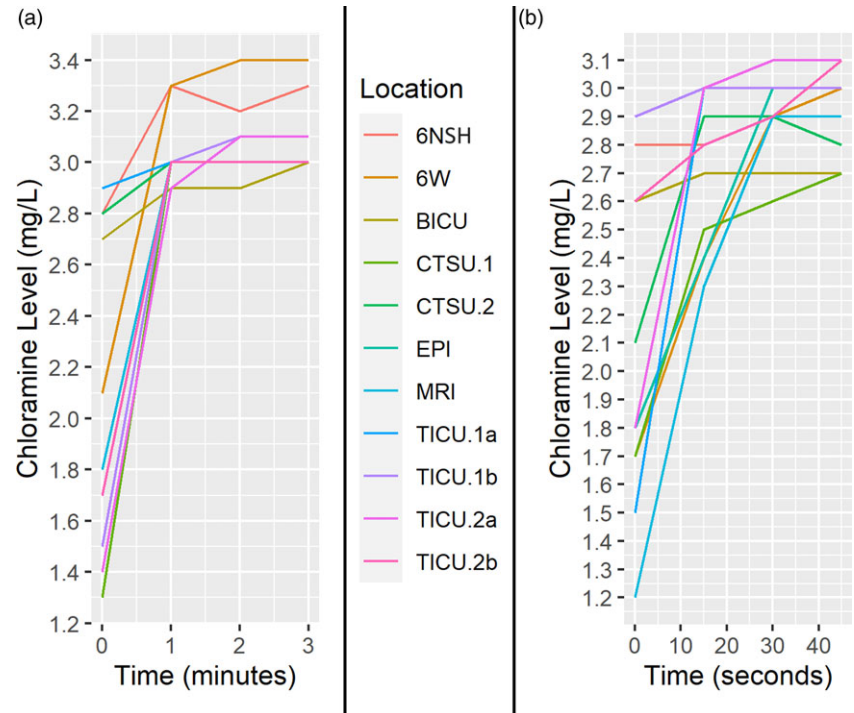 (a)
Chloramine Level (mg/L)
3.4
3.2
3.0
2.8
2.6
2.4
2.2
2.0
1.8
1.6
1.4
1.2
0 1 2 3
Time (minutes)
Location
6NSH
6W
BICU
CTSU.1
CTSU.2
EPI
MRI
TICU.1a
TICU.1b
TICU.2a
TICU.2b
(b)
Chloramine Level (mg/L)
3.1
3.0
2.9
2.8
2.7
2.6
2.5
2.4
2.3
2.2
2.1
2.0
1.9
1.8
1.7
1.6
1.5
1.4
1.3
1.2
0 10 20 30 40
Time (seconds)